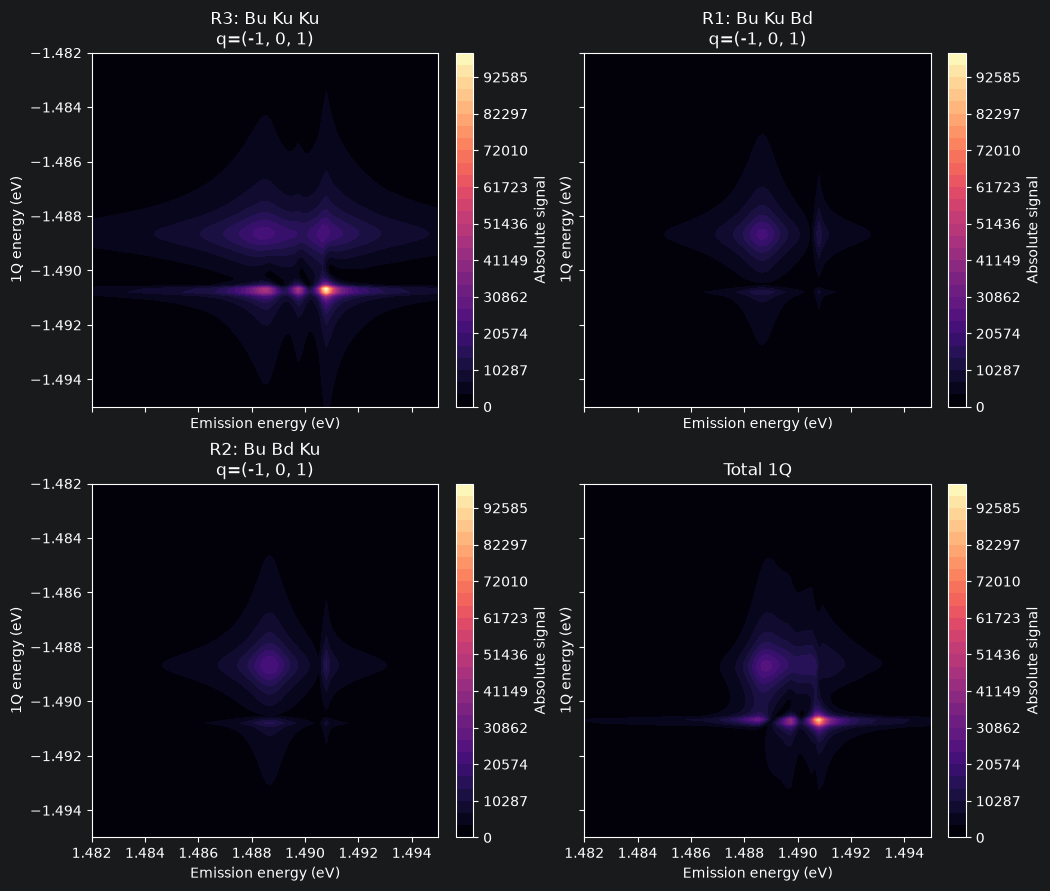 R3: Bu Ku Ku
q=(-1, 0, 1)
−1.482
−1.484
−1.486
−1.488
−1.490
−1.492
−1.494
1Q energy (eV)
Emission energy (eV)
92585
82297
72010
61723
51436
41149
30862
20574
10287
0
Absolute signal
R1: Bu Ku Bd
q=(-1, 0, 1)
1Q energy (eV)
Emission energy (eV)
92585
82297
72010
61723
51436
41149
30862
20574
10287
0
Absolute signal
R2: Bu Bd Ku
q=(-1, 0, 1)
−1.482
−1.484
−1.486
−1.488
−1.490
−1.492
−1.494
1Q energy (eV)
1.482 1.484 1.486 1.488 1.490 1.492 1.494
Emission energy (eV)
92585
82297
72010
61723
51436
41149
30862
20574
10287
0
Absolute signal
Total 1Q
1Q energy (eV)
1.482 1.484 1.486 1.488 1.490 1.492 1.494
Emission energy (eV)
92585
82297
72010
61723
51436
41149
30862
20574
10287
0
Absolute signal